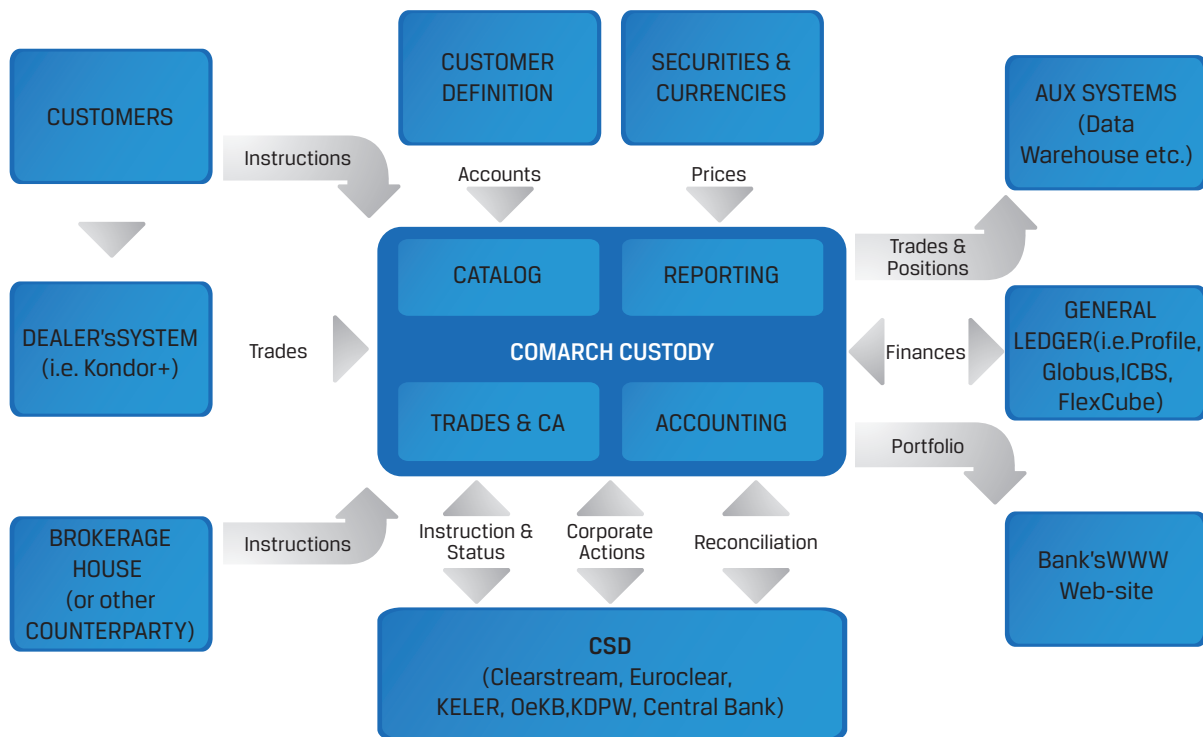 CUSTOMERS
CUSTOMER
DEFINITION
SECURITIES &
CURRENCIES
AUX SYSTEMS
(Data
Warehouse etc.)
Instructions
Accounts
Prices
CATALOG
REPORTING
Trades &
Positions
DEALER'sSYSTEM
(i.e. Kondor+)
Trades
COMARCH CUSTODY
Finances
GENERAL
LEDGER(i.e.Profile,
Globus,ICBS,
FlexCube)
TRADES & CA
ACCOUNTING
Portfolio
BROKERAGE
HOUSE
(or other
COUNTERPARTY)
Instructions
Instruction &
Status
Corporate
Actions
Reconciliation
Bank'sWWW
Web-site
CSD
(Clearstream, Euroclear,
KELER, OeKB,KDPW, Central Bank)